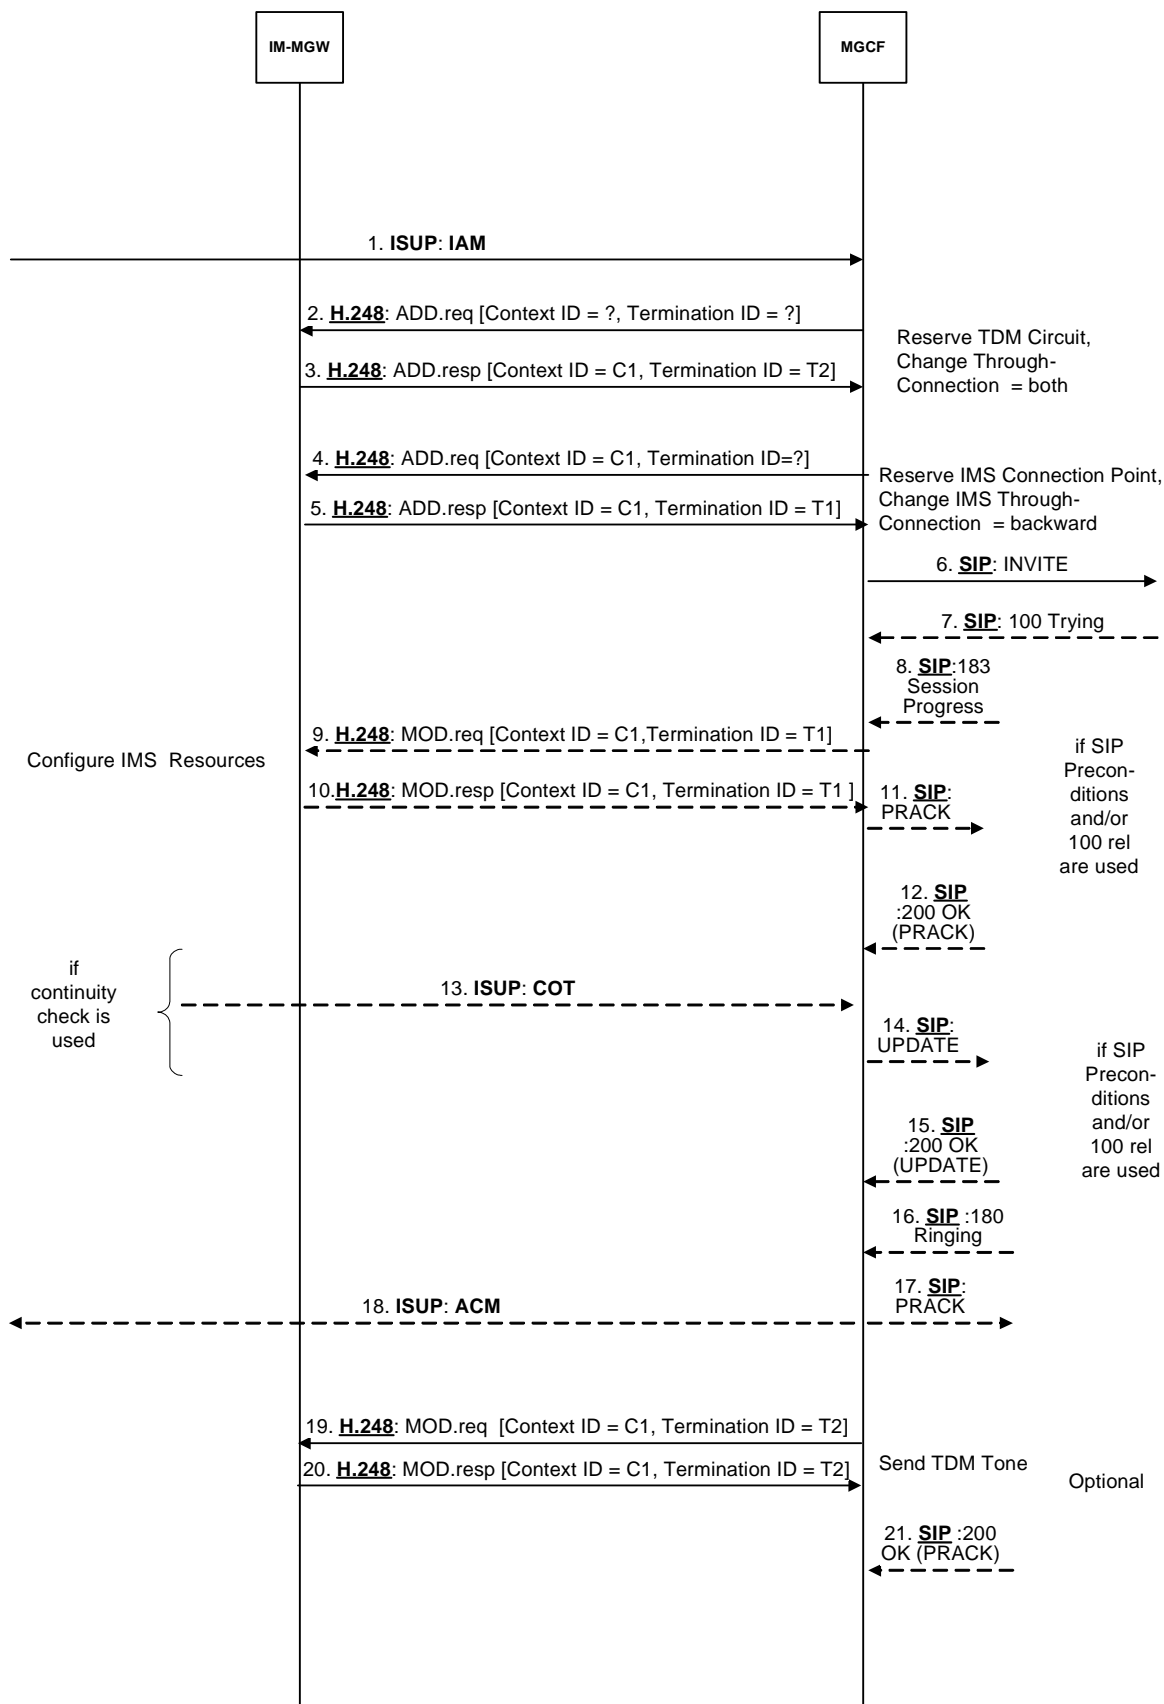 IM-MGW
MGCF
1. ISUP: IAM
2. H.248: ADD.req [Context ID = ?, Termination ID = ?]
Reserve TDM Circuit,
Change Through-
Connection  = both
3. H.248: ADD.resp [Context ID = C1, Termination ID = T2]
4. H.248: ADD.req [Context ID = C1, Termination ID=?]
Reserve IMS Connection Point,
Change IMS Through-
Connection  = backward
5. H.248: ADD.resp [Context ID = C1, Termination ID = T1]
6. SIP: INVITE
7. SIP: 100 Trying
8. SIP:183
Session
Progress
9. H.248: MOD.req [Context ID = C1,Termination ID = T1]
Configure IMS  Resources
if SIP
Precon-
ditions
and/or
100 rel
are used
10.H.248: MOD.resp [Context ID = C1, Termination ID = T1 ]
11. SIP:
PRACK
12. SIP
:200 OK
(PRACK)
if
continuity
check is
used
13. ISUP: COT
14. SIP:
UPDATE
if SIP
Precon-
ditions
and/or
100 rel
are used
15. SIP
:200 OK
(UPDATE)
16. SIP :180
Ringing
17. SIP:
PRACK
18. ISUP: ACM
19. H.248: MOD.req  [Context ID = C1, Termination ID = T2]
20. H.248: MOD.resp [Context ID = C1, Termination ID = T2]
Send TDM Tone
Optional
21. SIP :200
OK (PRACK)